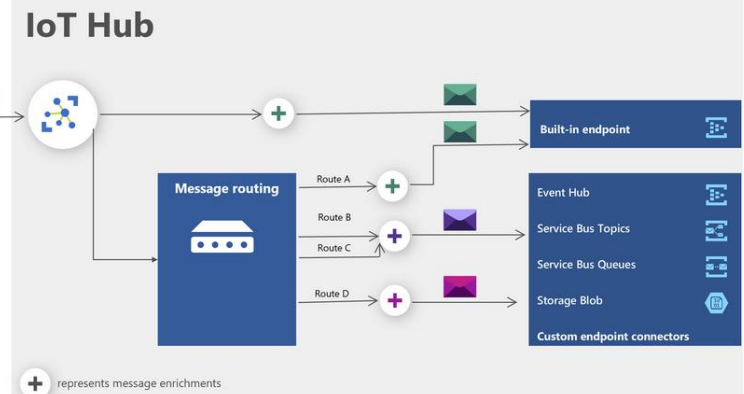 IoT Hub
Built-in endpoint
Message routing
Route A
Route B
Route C
Route D
Event Hub
Service Bus Topics
Service Bus Queues
Storage Blob
Custom endpoint connectors
represents message enrichments